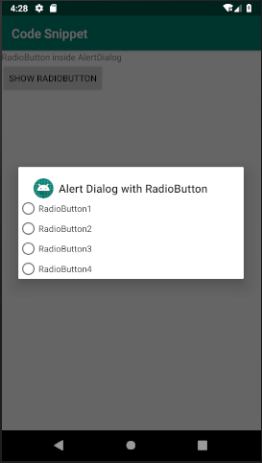 4:28
Code Snippet
RadioButton inside AlertDialog
SHOW RADIOBUTTON
Alert Dialog with RadioButton
RadioButton1
RadioButton2
RadioButton3
RadioButton4